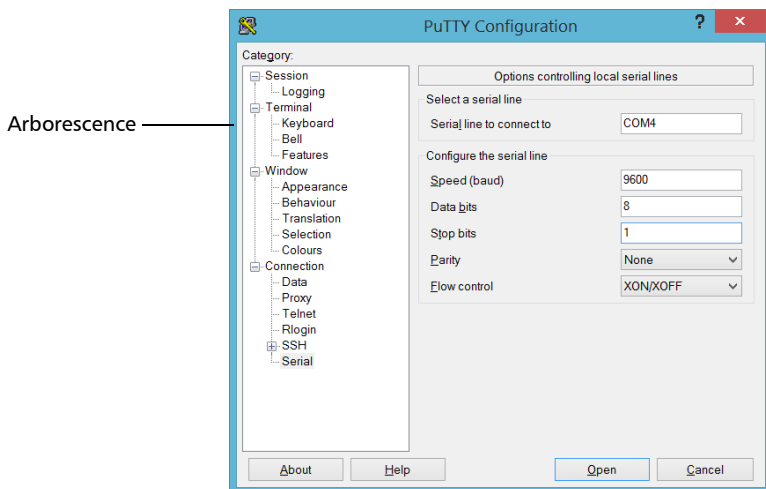 PuTTY Configuration
?
x
Category:
Session
Logging
Terminal
Keyboard
Bell
Features
Window
Appearance
Behaviour
Translation
Selection
Colours
Connection
Data
Proxy
Telnet
Rlogin
SSH
Serial
Arborescence
Options controlling local serial lines
Select a serial line
Serial line to connect to COM4
Configure the serial line
Speed (baud) 9600
Data bits 8
Stop bits 1
Parity None
Flow control XON/XOFF
About Help Open Cancel